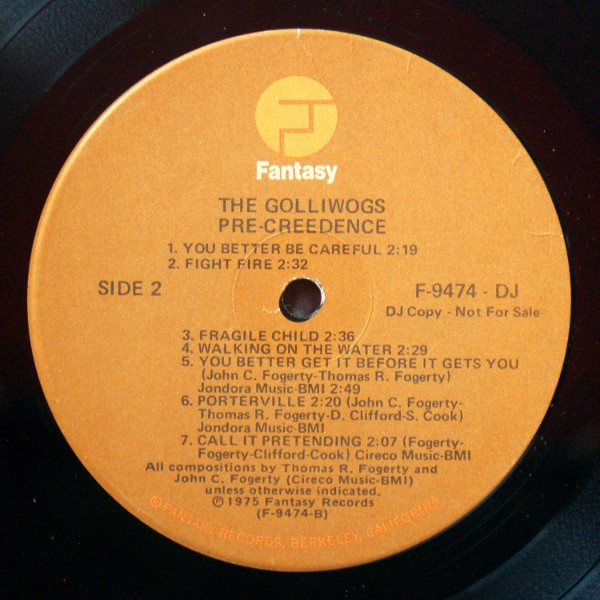 Fantasy
THE GOLLIWOGS
PRE-CREEDENCE
1. YOU BETTER BE CAREFUL 2:19
2. FIGHT FIRE 2:32
SIDE 2
F-9474 - DJ
DJ Copy - Not For Sale
3. FRAGILE CHILD 2:36
4. WALKING ON THE WATER 2:29
5. YOU BETTER GET IT BEFORE IT GETS YOU
(John C. Fogerty-Thomas R. Fogerty)
Jondora Music-BMI 2:49
6. PORTERVILLE 2:20 (John C. Fogerty-
Thomas R. Fogerty-D. Clifford-S. Cook)
Jondora Music-BMI
7. CALL IT PRETENDING 2:07 (Fogerty-
Fogerty-Clifford-Cook) Cireco Music-BMI
All compositions by Thomas R. Fogerty and
John C. Fogerty (Cireco Music-BMI)
unless otherwise indicated.
℗1975 Fantasy Records
(F-9474-B)
© FANTASY RECORDS, BERKELEY, CALIFORNIA